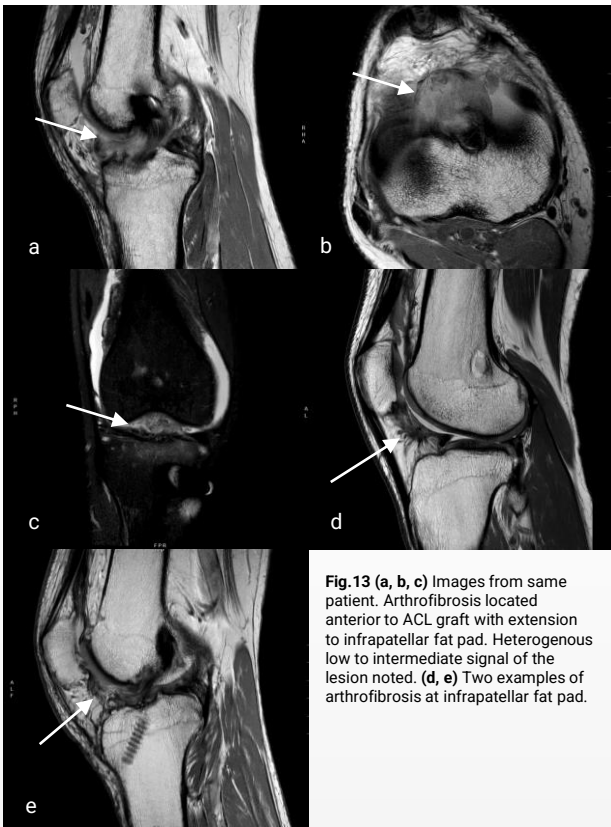 a
b
c
d
e
R
H
A
A
L
FPR
Fig.13 (a, b, c) Images from same
patient. Arthrofibrosis located
anterior to ACL graft with extension
to infrapatellar fat pad. Heterogenous
low to intermediate signal of the
lesion noted. (d, e) Two examples of
arthrofibrosis at infrapatellar fat pad.